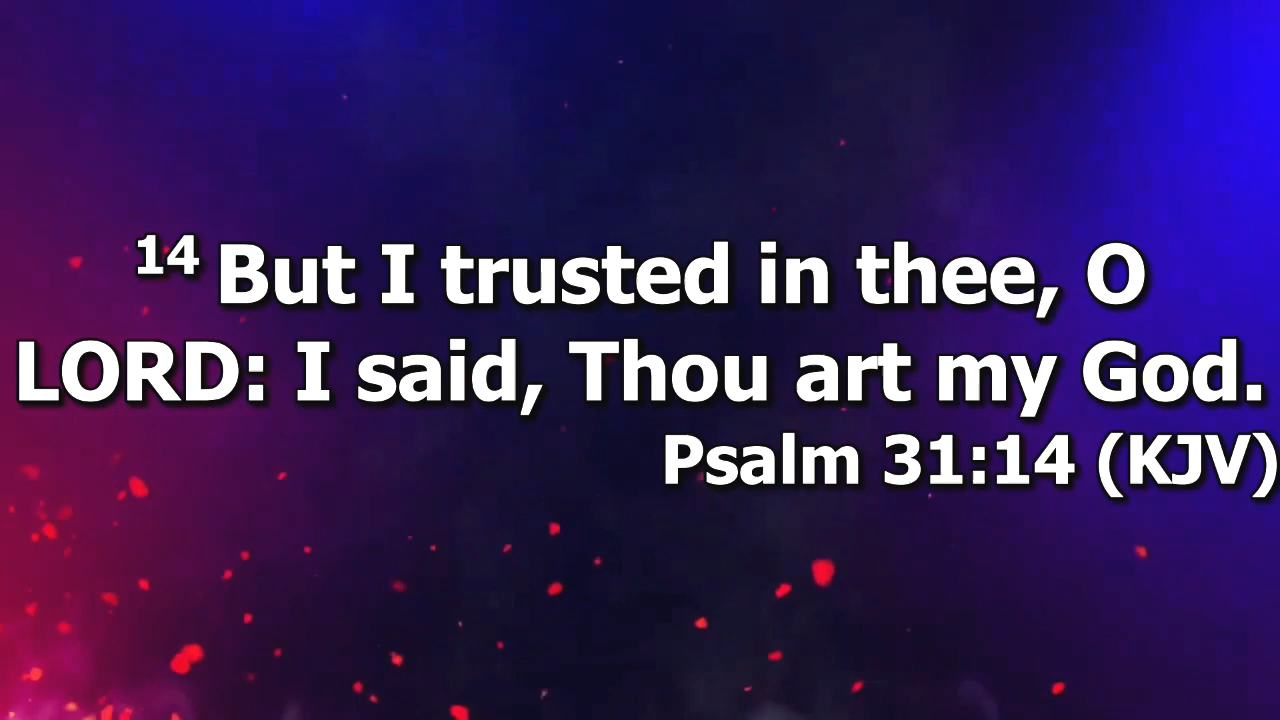 14 But I trusted in thee, O
LORD: I said, Thou art my God.
Psalm 31:14 (KJV)